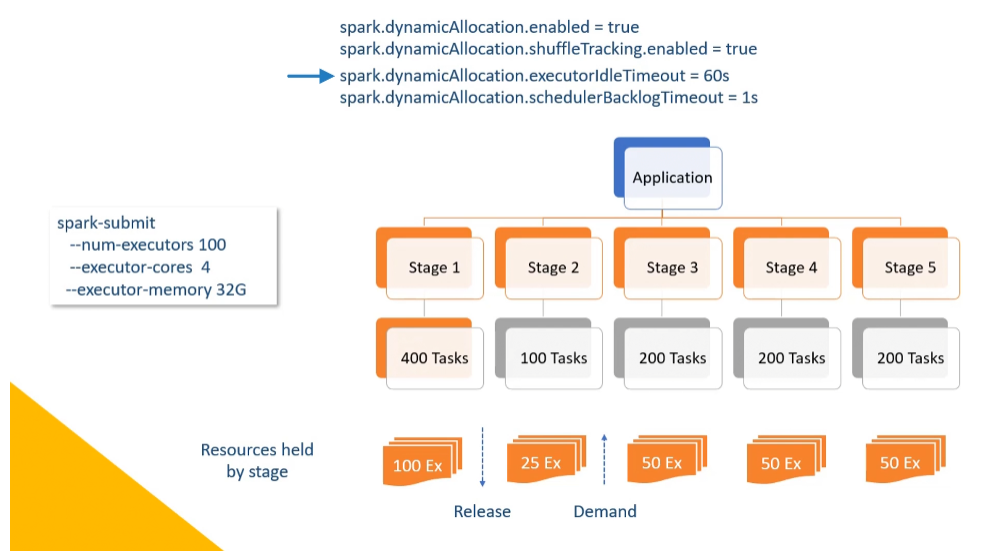 spark.dynamicAllocation.enabled = true
spark.dynamicAllocation.shuffleTracking.enabled = true
spark.dynamicAllocation.executorIdleTimeout = 60s
spark.dynamicAllocation.schedulerBacklogTimeout = 1s
Application
spark-submit
--num-executors 100
--executor-cores 4
--executor-memory 32G
Stage 1
Stage 2
Stage 3
Stage 4
Stage 5
400 Tasks
100 Tasks
200 Tasks
200 Tasks
200 Tasks
Resources held
by stage
100 Ex
25 Ex
50 Ex
50 Ex
50 Ex
Release
Demand